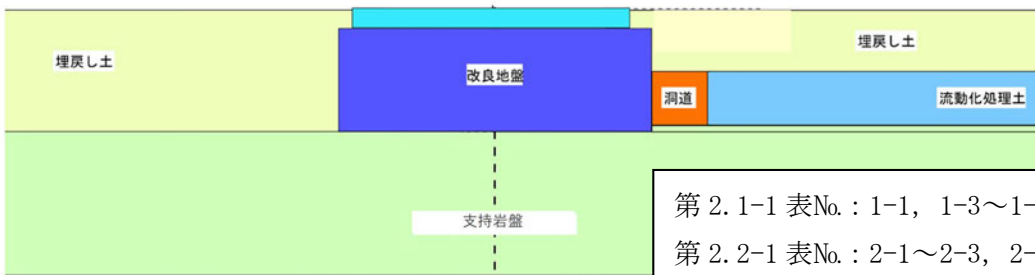 埋戻し土
埋戻し土
改良地盤
洞道
流動化処理土
支持岩盤
第 2.1-1 表№：1-1，1-3～1-
第 2.2-1 表№：2-1～2-3，2-